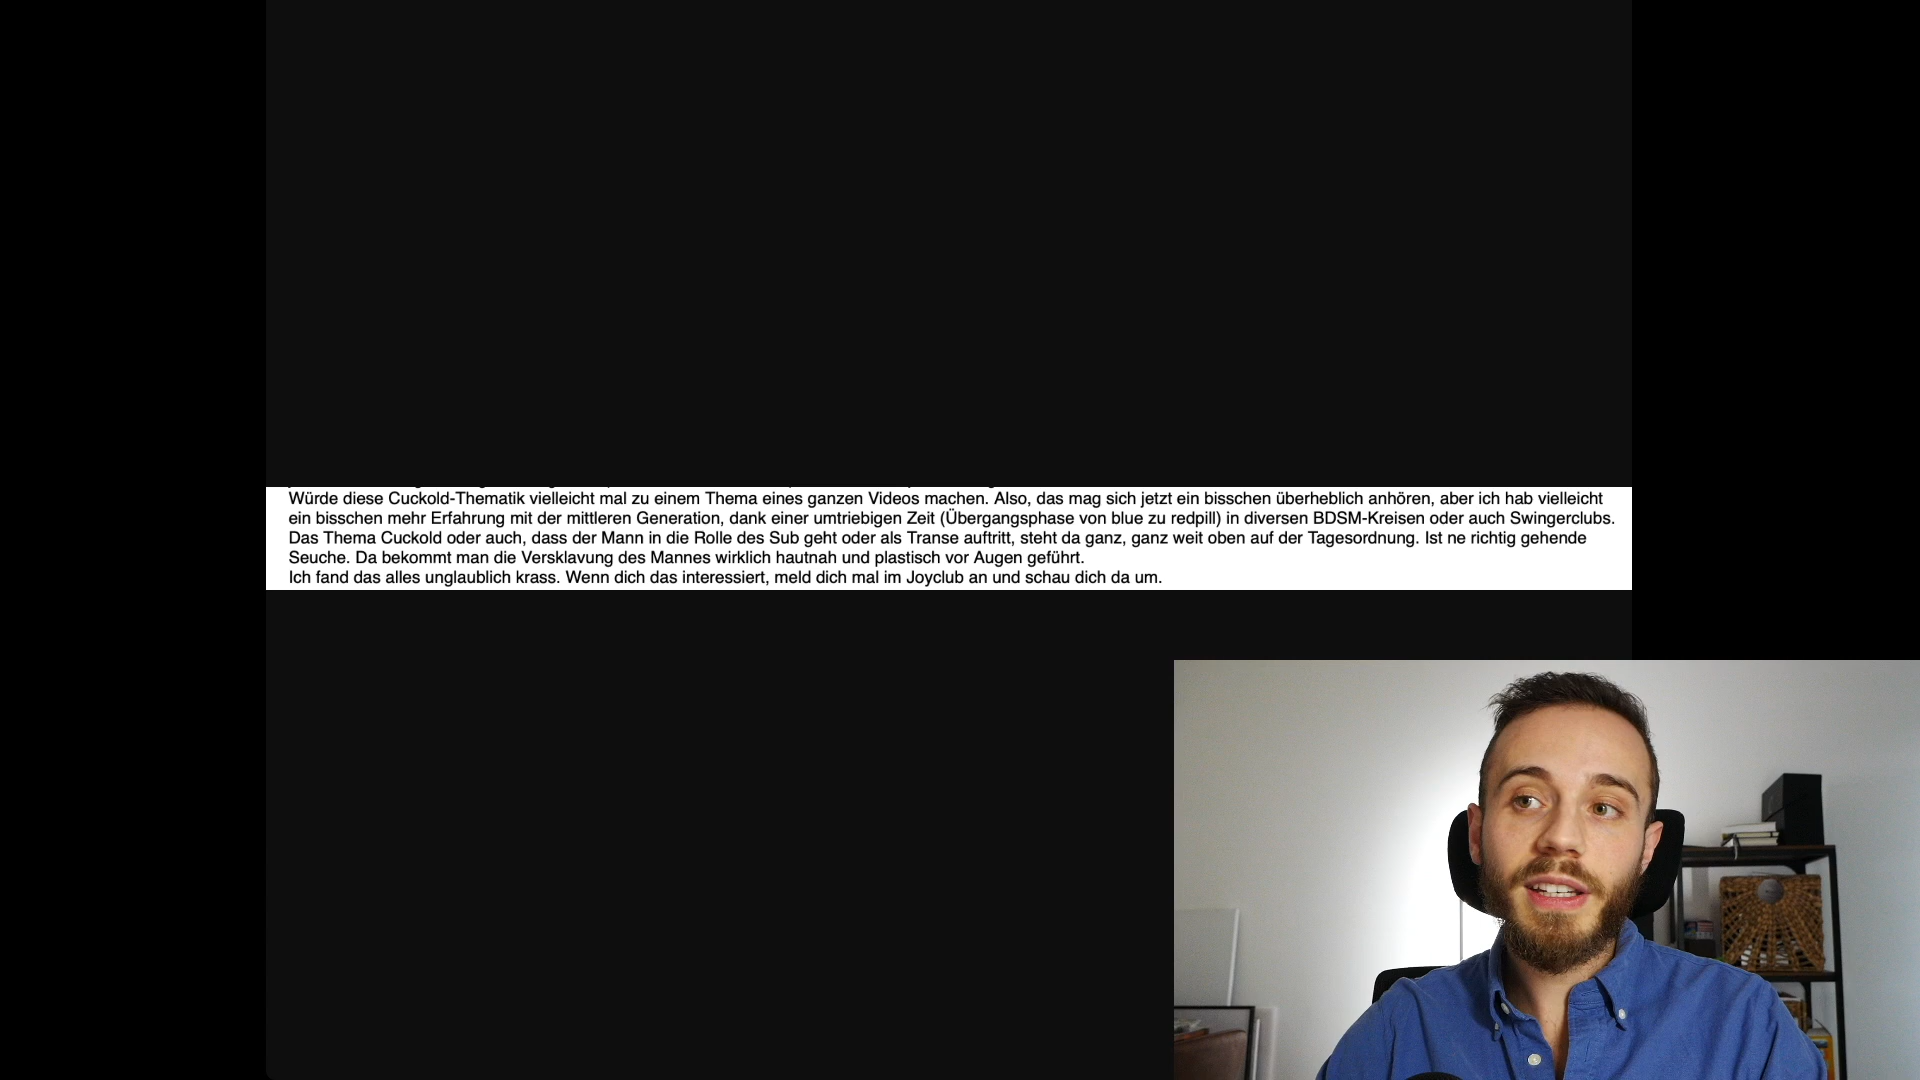 Würde diese Cuckold-Thematik vielleicht mal zu einem Thema eines ganzen Videos machen. Also, das mag sich jetzt ein bisschen überheblich anhören, aber ich hab vielleicht
ein bisschen mehr Erfahrung mit der mittleren Generation, dank einer umtriebigen Zeit (Übergangsphase von blue zu redpill) in diversen BDSM-Kreisen oder auch Swingerclubs.
Das Thema Cuckold oder auch, dass der Mann in die Rolle des Sub geht oder als Transe auftritt, steht da ganz, ganz weit oben auf der Tagesordnung. Ist ne richtig gehende
Seuche. Da bekommt man die Versklavung des Mannes wirklich hautnah und plastisch vor Augen geführt.
Ich fand das alles unglaublich krass. Wenn dich das interessiert, meld dich mal im Joyclub an und schau dich da um.